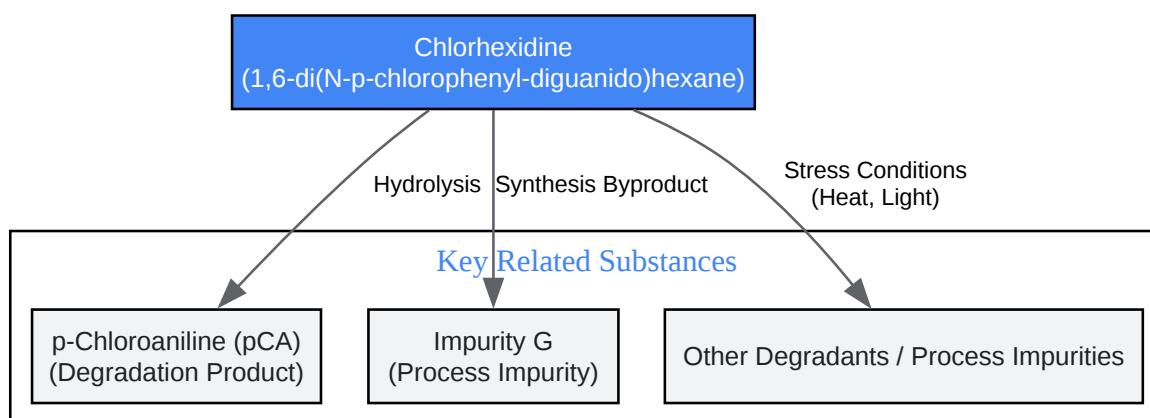 Chlorhexidine
(1,6-di(N-p-chlorophenyl-diguanido)hexane)
Hydrolysis
Synthesis Byproduct
Stress Conditions
(Heat, Light)
Key Related Substances
p-Chloroaniline (pCA)
(Degradation Product)
Impurity G
(Process Impurity)
Other Degradants / Process Impurities